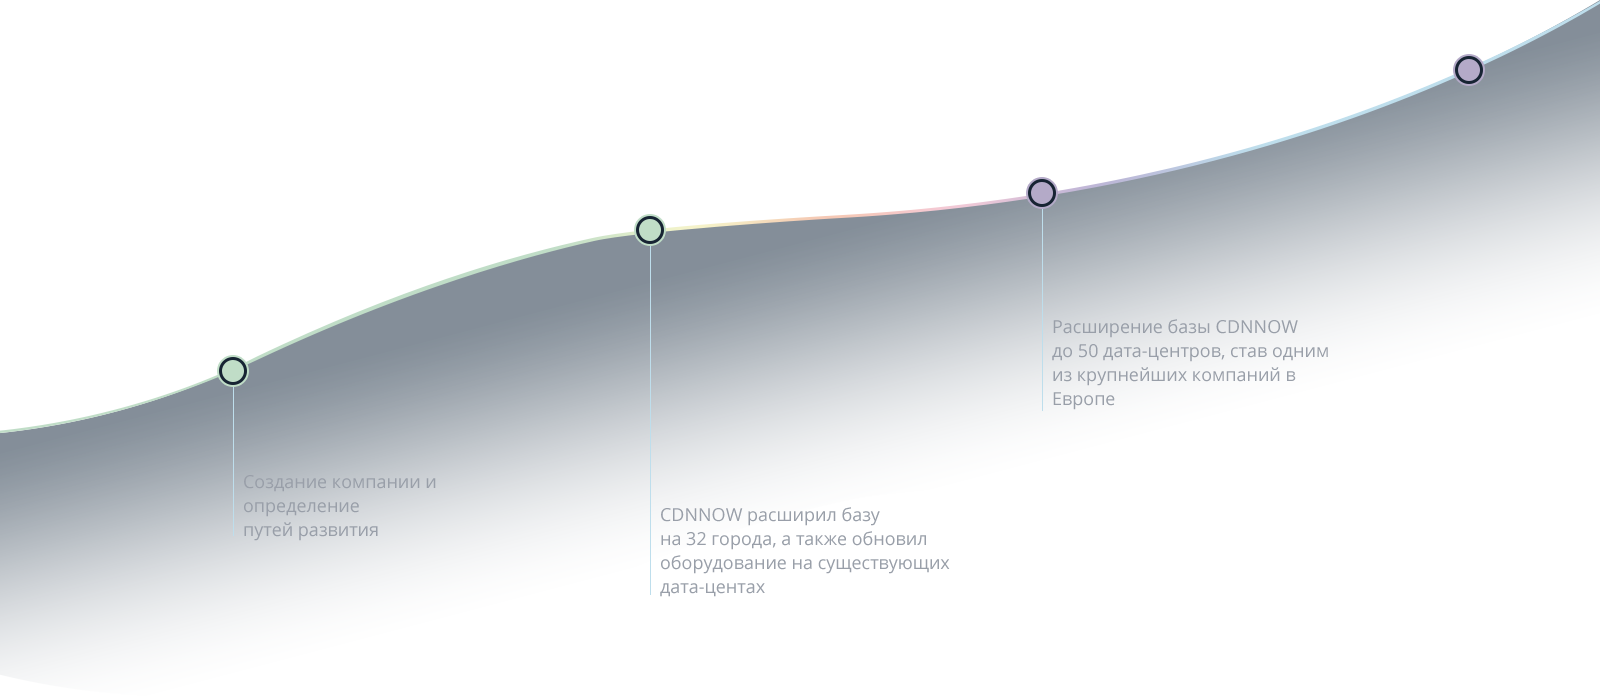 Создание компании и
определение
путей развития
CDNNOW расширил базу
на 32 города, а также обновил
оборудование на существующих
дата-центах
Расширение базы CDNNOW
до 50 дата-центров, став одним
из крупнейших компаний в
Европе